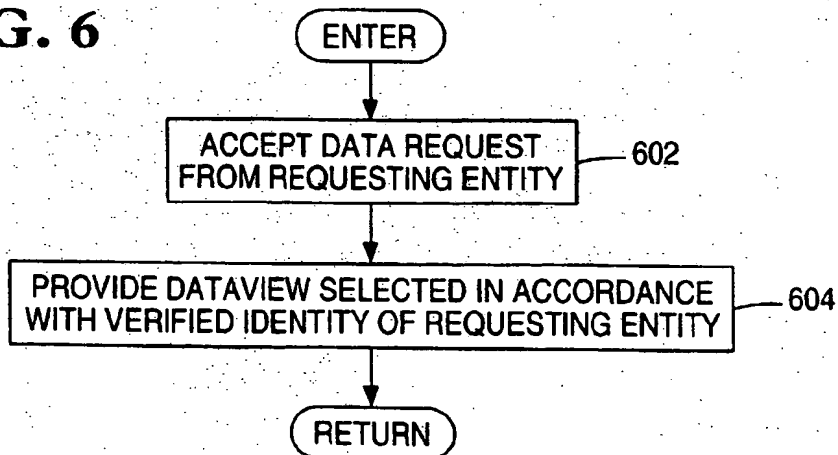 G. 6
ENTER
ACCEPT DATA REQUEST
FROM REQUESTING ENTITY
602
PROVIDE DATAVIEW SELECTED IN ACCORDANCE
WITH VERIFIED IDENTITY OF REQUESTING ENTITY
604
RETURN